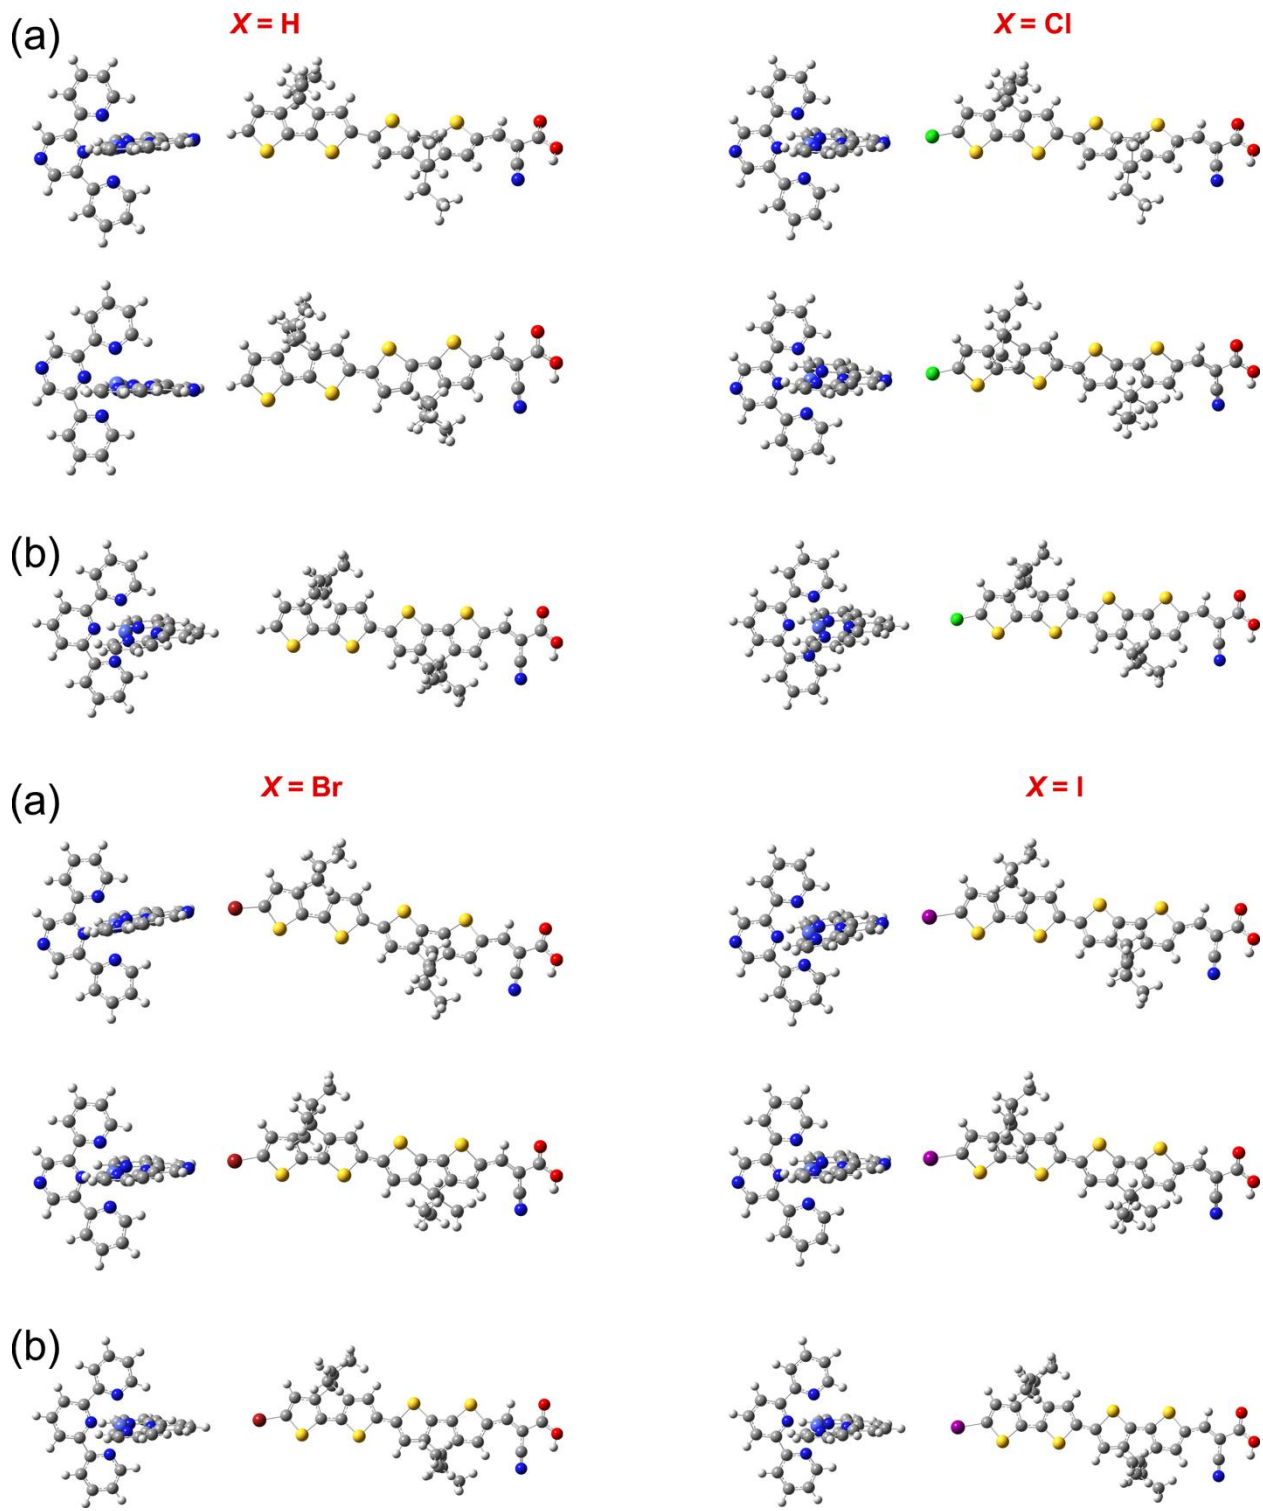 (a)
X = H
X = Cl
(b)
(a)
X = Br
X = I
(b)